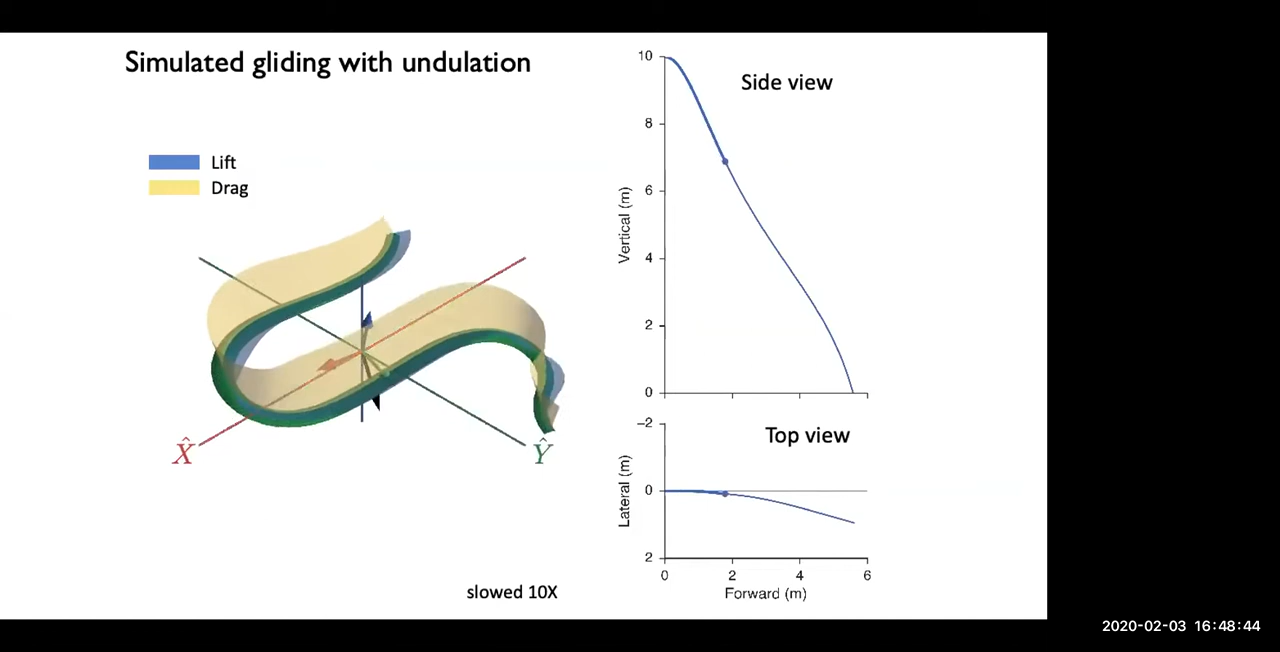 Simulated gliding with undulation
Lift
Drag
X̂
Ŷ
slowed 10X
Side view
Vertical (m)
10
8
6
4
2
0
Top view
Lateral (m)
-2
0
2
0 2 4 6
Forward (m)
2020-02-03 16:48:44